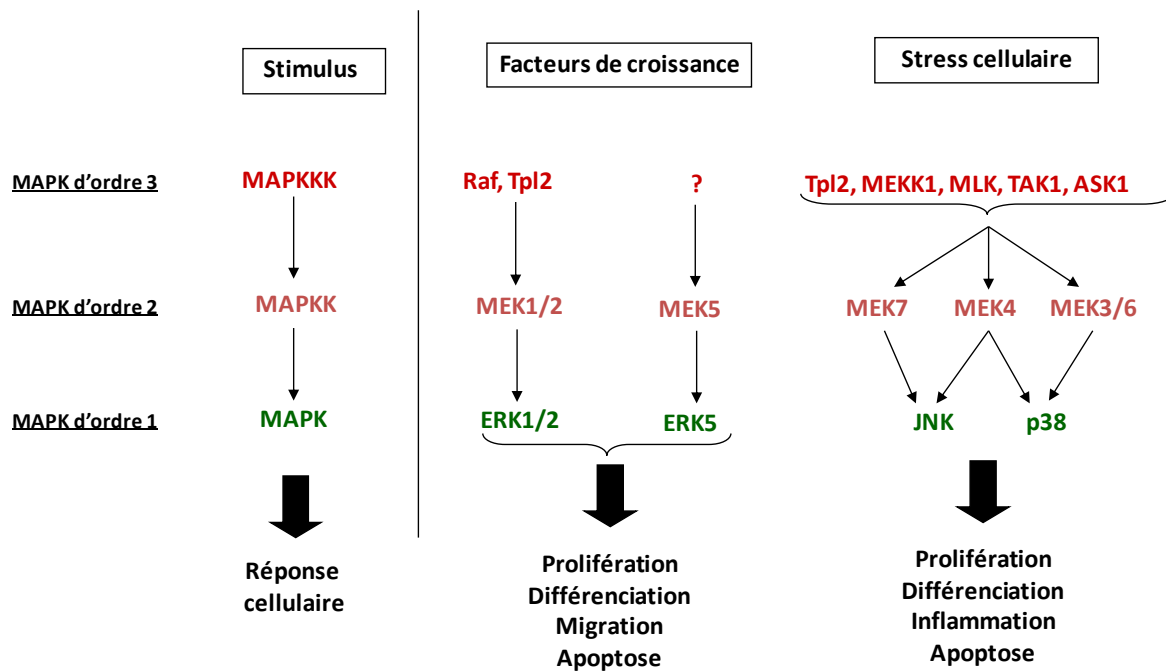 Stimulus
Facteurs de croissance
Stress cellulaire
MAPK d'ordre 3
MAPKKK
Raf, Tpl2
?
Tpl2, MEKK1, MLK, TAK1, ASK1
MAPK d'ordre 2
MAPKK
MEK1/2
MEK5
MEK7
MEK4
MEK3/6
MAPK d'ordre 1
MAPK
ERK1/2
ERK5
JNK
p38
Réponse
cellulaire
Prolifération
Différenciation
Migration
Apoptose
Prolifération
Différenciation
Inflammation
Apoptose